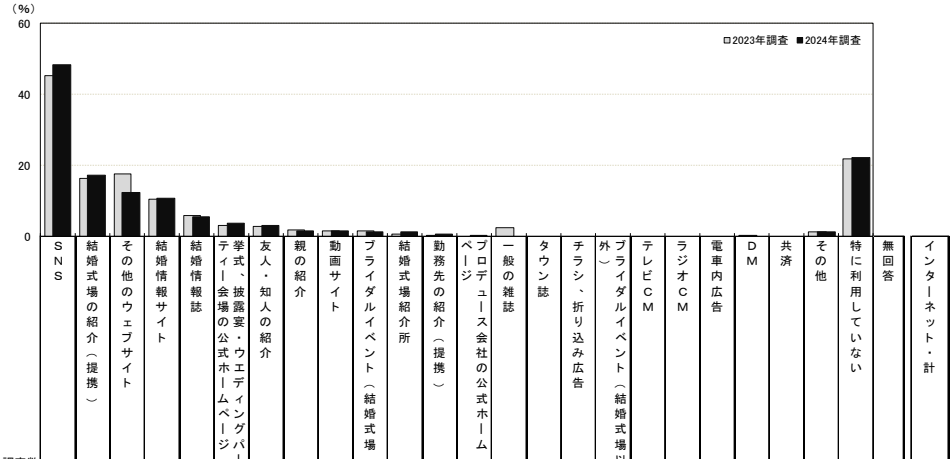 (%)
60
40
20
0
□2023年調査 ■2024年調査
SNS
結婚式場の紹介(提携)
その他のウェブサイト
結婚情報サイト
結婚情報誌
挙式、披露宴・ウエディングパー
ティー会場の公式ホームページ
友人・知人の紹介
親の紹介
動画サイト
ブライダルイベント(結婚式場
結婚式場紹介所
勤務先の紹介(提携)
プロデュース会社の公式ホーム
ページ
一般の雑誌
タウン誌
チラシ、折り込み広告
ブライダルイベント(結婚式場以
外)
テレビCM
ラジオCM
電車内広告
DM
共済
その他
特に利用していない
無回答
インターネット・計